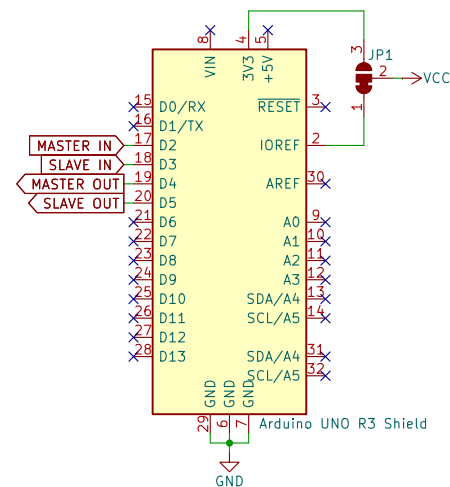 8 4 5
3
JP1
VIN 3V3 +5V
2 VCC
15 D0/RX RESET 3
1
16 D1/TX
MASTER IN 17 D2 IOREF 2
SLAVE IN 18 D3
MASTER OUT 19 D4 AREF 30
SLAVE OUT 20 D5
21 D6 A0 9
22 D7 A1 10
23 D8 A2 11
24 D9 A3 12
25 D10 SDA/A4 13
26 D11 SCL/A5 14
27 D12
28 D13 SDA/A4 31
SCL/A5 32
GND GND GND
29 6 7
Arduino UNO R3 Shield
GND